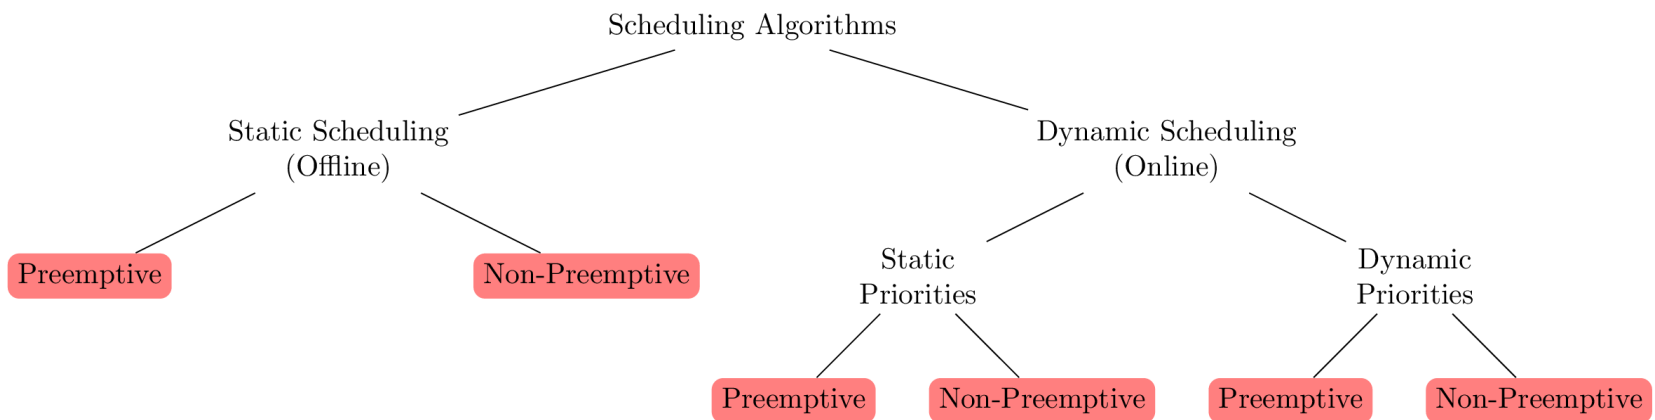 Scheduling Algorithms
Static Scheduling
(Offline)
Dynamic Scheduling
(Online)
Preemptive
Non-Preemptive
Static
Priorities
Dynamic
Priorities
Preemptive
Non-Preemptive
Preemptive
Non-Preemptive